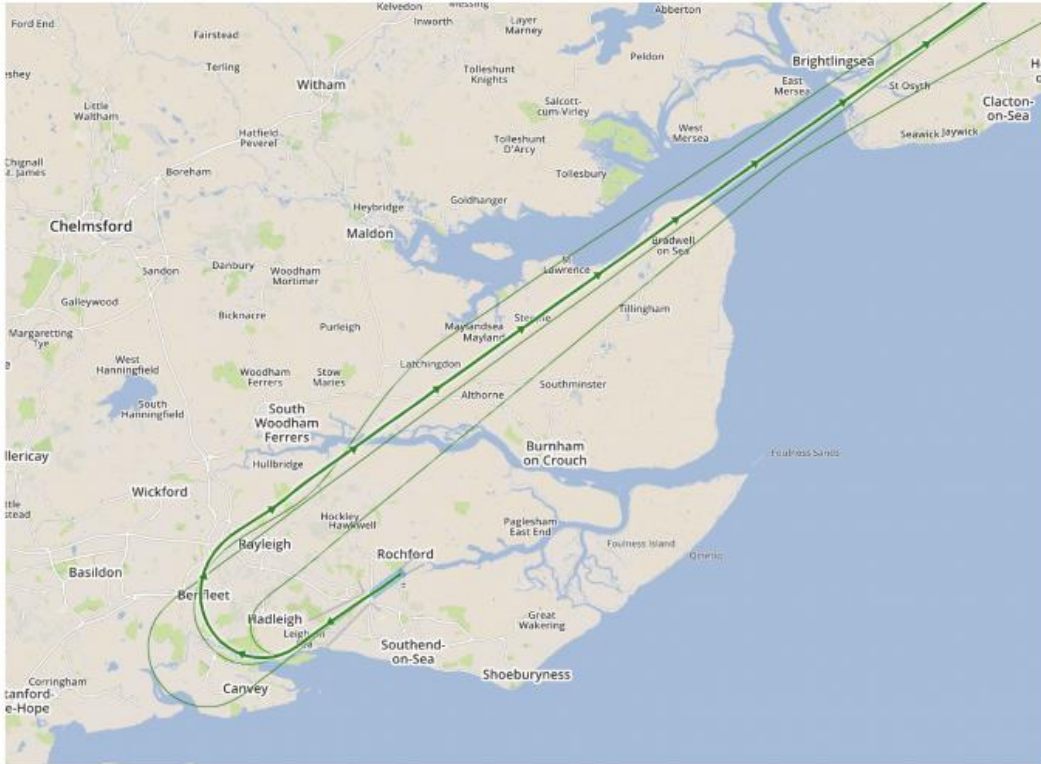 Ford End
Kelvedon
Messing
Inworth
Layer
Marney
Abberton
Fairstead
Terling
Witham
Tolleshunt
Knights
Peldon
Brightlingsea
East
Mersea
St Osyth
Clacton-
on-Sea
Little
Waltham
Salcott-
cum-Virley
Hatfield
Peverel
West
Mersea
Seawick
Jaywick
Tolleshunt
D'Arcy
Chignall
St. James
Boreham
Tollesbury
Heybridge
Goldhanger
Chelmsford
Maldon
Bradwell
on Sea
Sandon
Danbury
Woodham
Mortimer
Lawrence
Galleywood
Bicknacre
Purleigh
Tillingham
Steeple
Maylandsea
Mayland
Margaretting
Tye
West
Hanningfield
Latchingdon
Woodham
Ferrers
Stow
Maries
Southminster
Althorne
South
Hanningfield
South
Woodham
Ferrers
Burnham
on Crouch
Foulness Sands
llericay
Hullbridge
Wickford
Hockley
Hawkwell
Paglesham
East End
Foulness Island
Rayleigh
Rochford
Basildon
Benfleet
Hadleigh
Great
Wakering
Southend-
on-Sea
Shoeburyness
Corringham
Canvey
tanford-
e-Hope